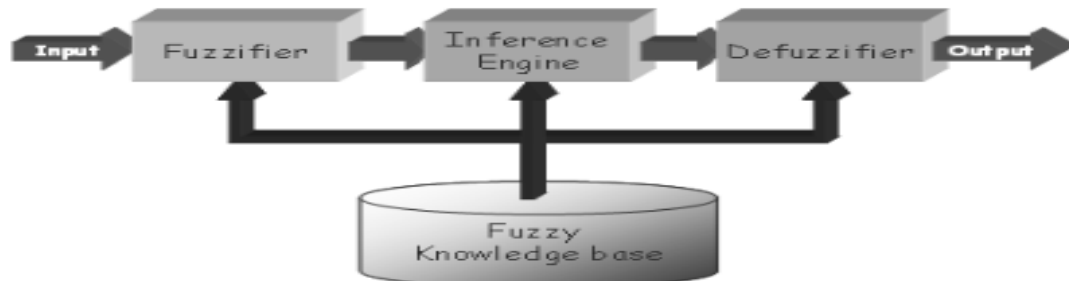 Input
Fuzzifier
Inference
Engine
Defuzzifier
Output
Fuzzy
Knowledge base